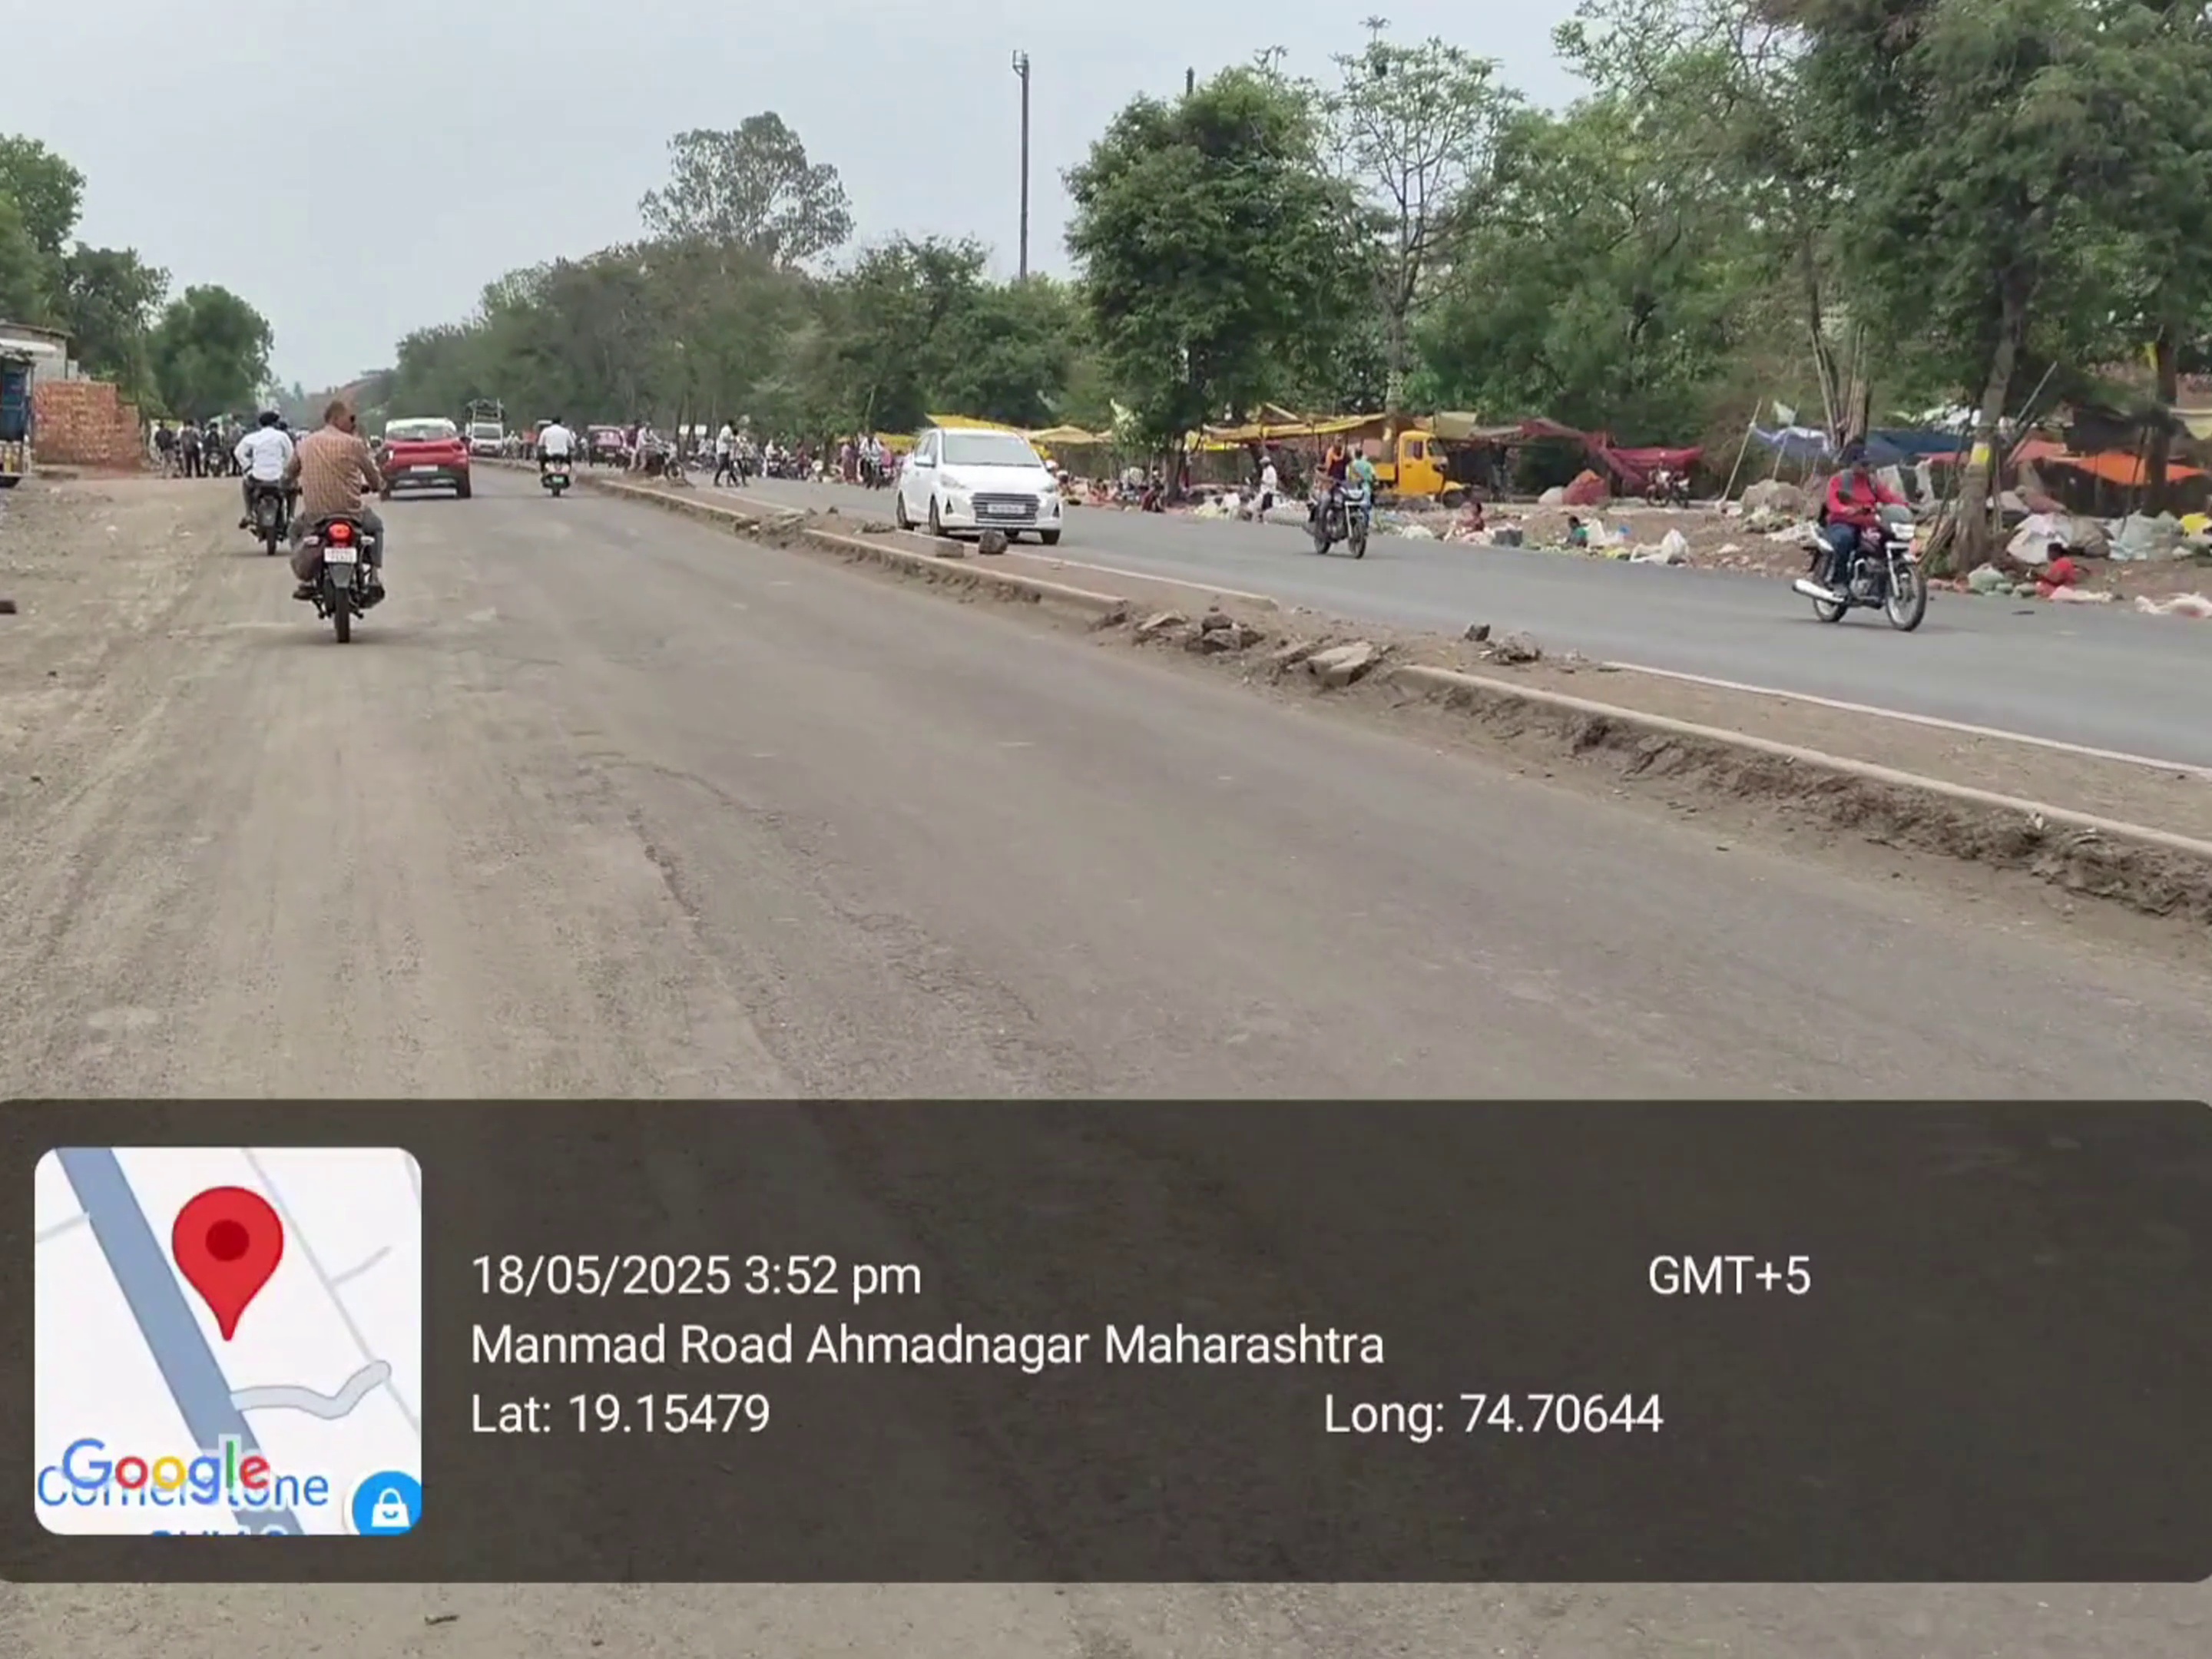 18/05/2025 3:52 pm GMT+5
Manmad Road Ahmadnagar Maharashtra
Lat: 19.15479 Long: 74.70644
Google
Cornerstone